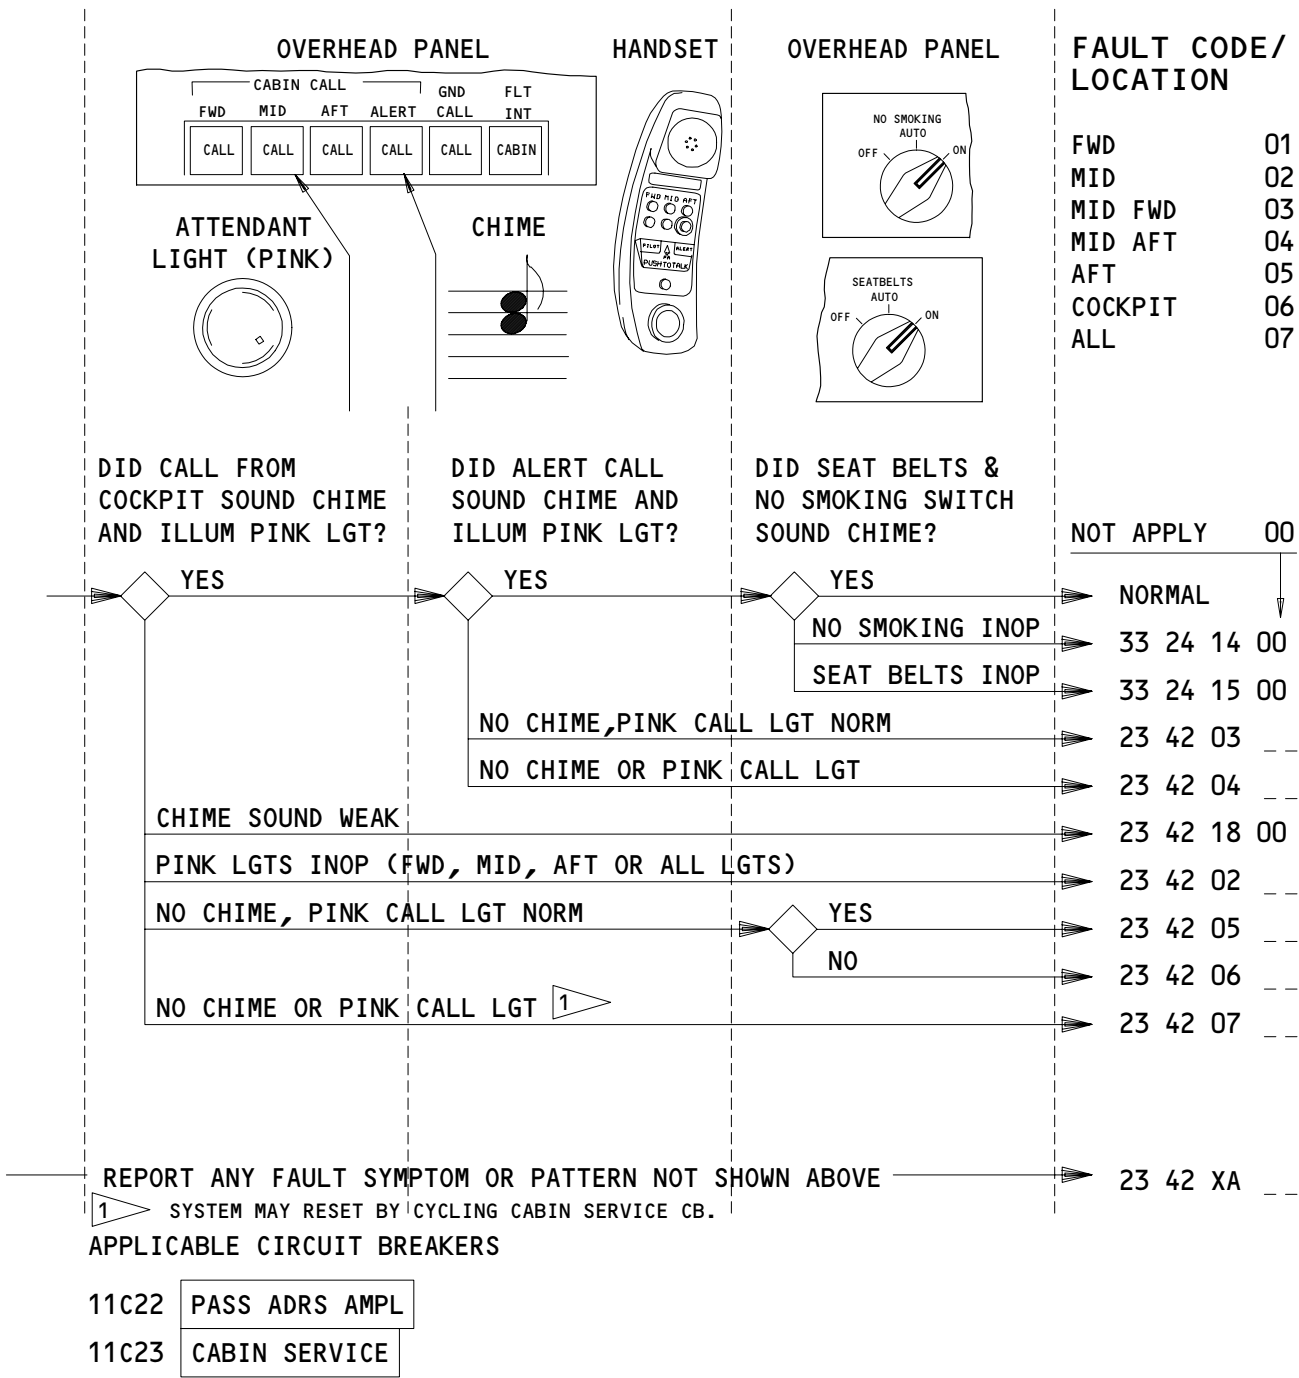 OVERHEAD PANEL
HANDSET
OVERHEAD PANEL
FAULT CODE/
LOCATION
CABIN CALL
FWD MID AFT ALERT
GND
CALL
FLT
INT
CALL CALL CALL CALL CALL CABIN
ATTENDANT
LIGHT (PINK)
CHIME
FWD MID AFT
PILOT ALERT
PA
PUSHTOTALK
NO SMOKING
AUTO
OFF ON
SEATBELTS
AUTO
OFF ON
FWD 01
MID 02
MID FWD 03
MID AFT 04
AFT 05
COCKPIT 06
ALL 07
DID CALL FROM
COCKPIT SOUND CHIME
AND ILLUM PINK LGT?
DID ALERT CALL
SOUND CHIME AND
ILLUM PINK LGT?
DID SEAT BELTS &
NO SMOKING SWITCH
SOUND CHIME?
NOT APPLY 00
YES YES YES NORMAL
NO SMOKING INOP 33 24 14 00
SEAT BELTS INOP 33 24 15 00
NO CHIME,PINK CALL LGT NORM 23 42 03 _ _
NO CHIME OR PINK CALL LGT 23 42 04 _ _
CHIME SOUND WEAK 23 42 18 00
PINK LGTS INOP (FWD, MID, AFT OR ALL LGTS) 23 42 02 _ _
NO CHIME, PINK CALL LGT NORM YES 23 42 05 _ _
NO 23 42 06 _ _
NO CHIME OR PINK CALL LGT 1 23 42 07 _ _
REPORT ANY FAULT SYMPTOM OR PATTERN NOT SHOWN ABOVE 23 42 XA _ _
1 SYSTEM MAY RESET BY CYCLING CABIN SERVICE CB.
APPLICABLE CIRCUIT BREAKERS
11C22 PASS ADRS AMPL
11C23 CABIN SERVICE